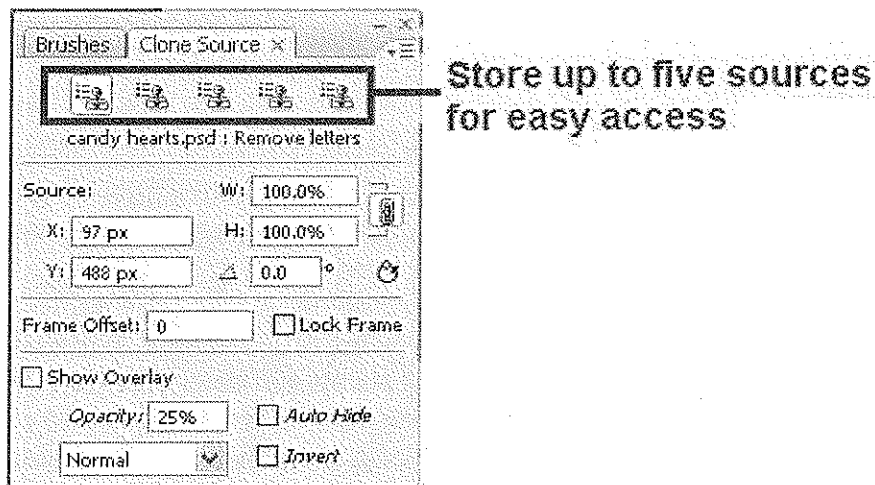 Brushes Clone Source ×
Store up to five sources
for easy access
candy hearts.psd : Remove letters
Source: W: 100.0%
X: 97 px H: 100.0%
Y: 488 px 0.0 °
Frame Offset: 0 Lock Frame
Show Overlay
Opacity: 25% Auto Hide
Normal Invert